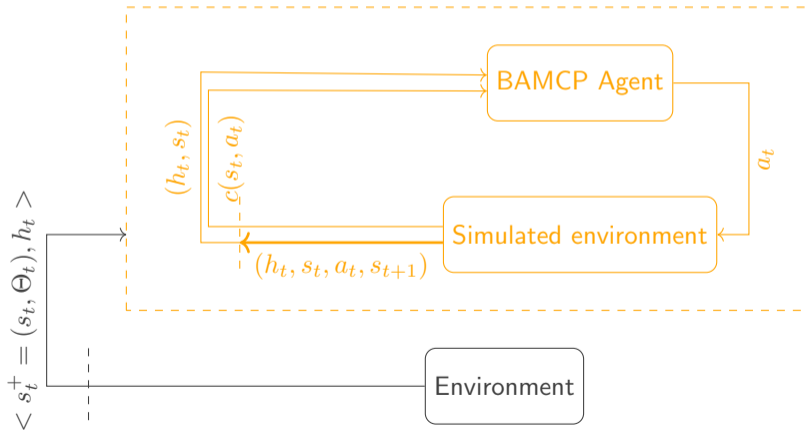 BAMCP Agent
(h_t, s_t)
c(s_t, a_t)
a_t
Simulated environment
(h_t, s_t, a_t, s_{t+1})
< s_t^+ = (s_t, Θ_t), h_t >
Environment